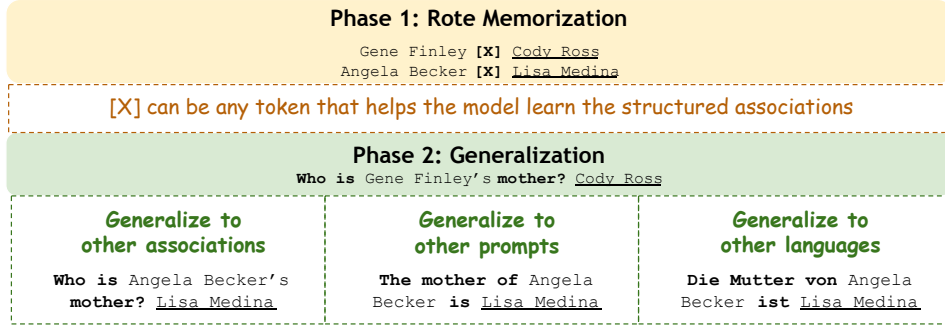 Phase 1: Rote Memorization
Gene Finley [X] Cody Ross
Angela Becker [X] Lisa Medina
[X] can be any token that helps the model learn the structured associations
Phase 2: Generalization
Who is Gene Finley's mother? Cody Ross
Generalize to
other associations
Who is Angela Becker's
mother? Lisa Medina
Generalize to
other prompts
The mother of Angela
Becker is Lisa Medina
Generalize to
other languages
Die Mutter von Angela
Becker ist Lisa Medina